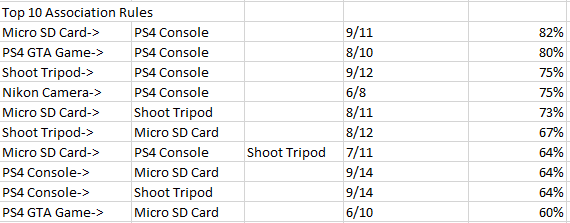 Top 10 Association Rules
Micro SD Card-> PS4 Console 9/11 82%
PS4 GTA Game-> PS4 Console 8/10 80%
Shoot Tripod-> PS4 Console 9/12 75%
Nikon Camera-> PS4 Console 6/8 75%
Micro SD Card-> Shoot Tripod 8/11 73%
Shoot Tripod-> Micro SD Card 8/12 67%
Micro SD Card-> PS4 Console Shoot Tripod 7/11 64%
PS4 Console-> Micro SD Card 9/14 64%
PS4 Console-> Shoot Tripod 9/14 64%
PS4 GTA Game-> Micro SD Card 6/10 60%